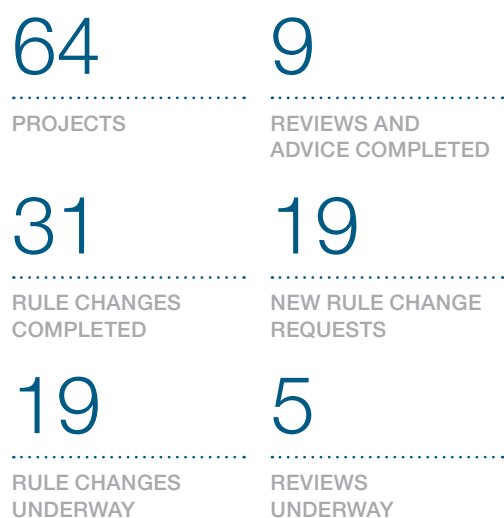 64
PROJECTS
9
REVIEWS AND
ADVICE COMPLETED
31
RULE CHANGES
COMPLETED
19
NEW RULE CHANGE
REQUESTS
19
RULE CHANGES
UNDERWAY
5
REVIEWS
UNDERWAY